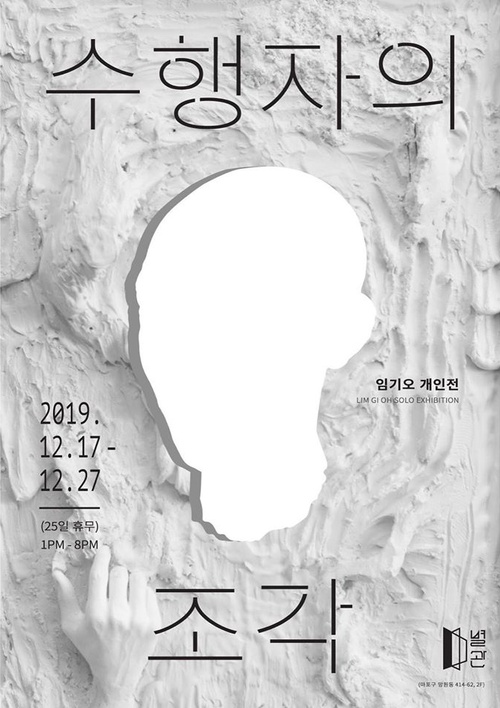 수행자의
임기오 개인전
LIM GI OH SOLO EXHIBITION
2019.
12.17-
12.27
(25일 휴무)
1PM - 8PM
조각
별관
(마포구 망원동 414-62, 2F)